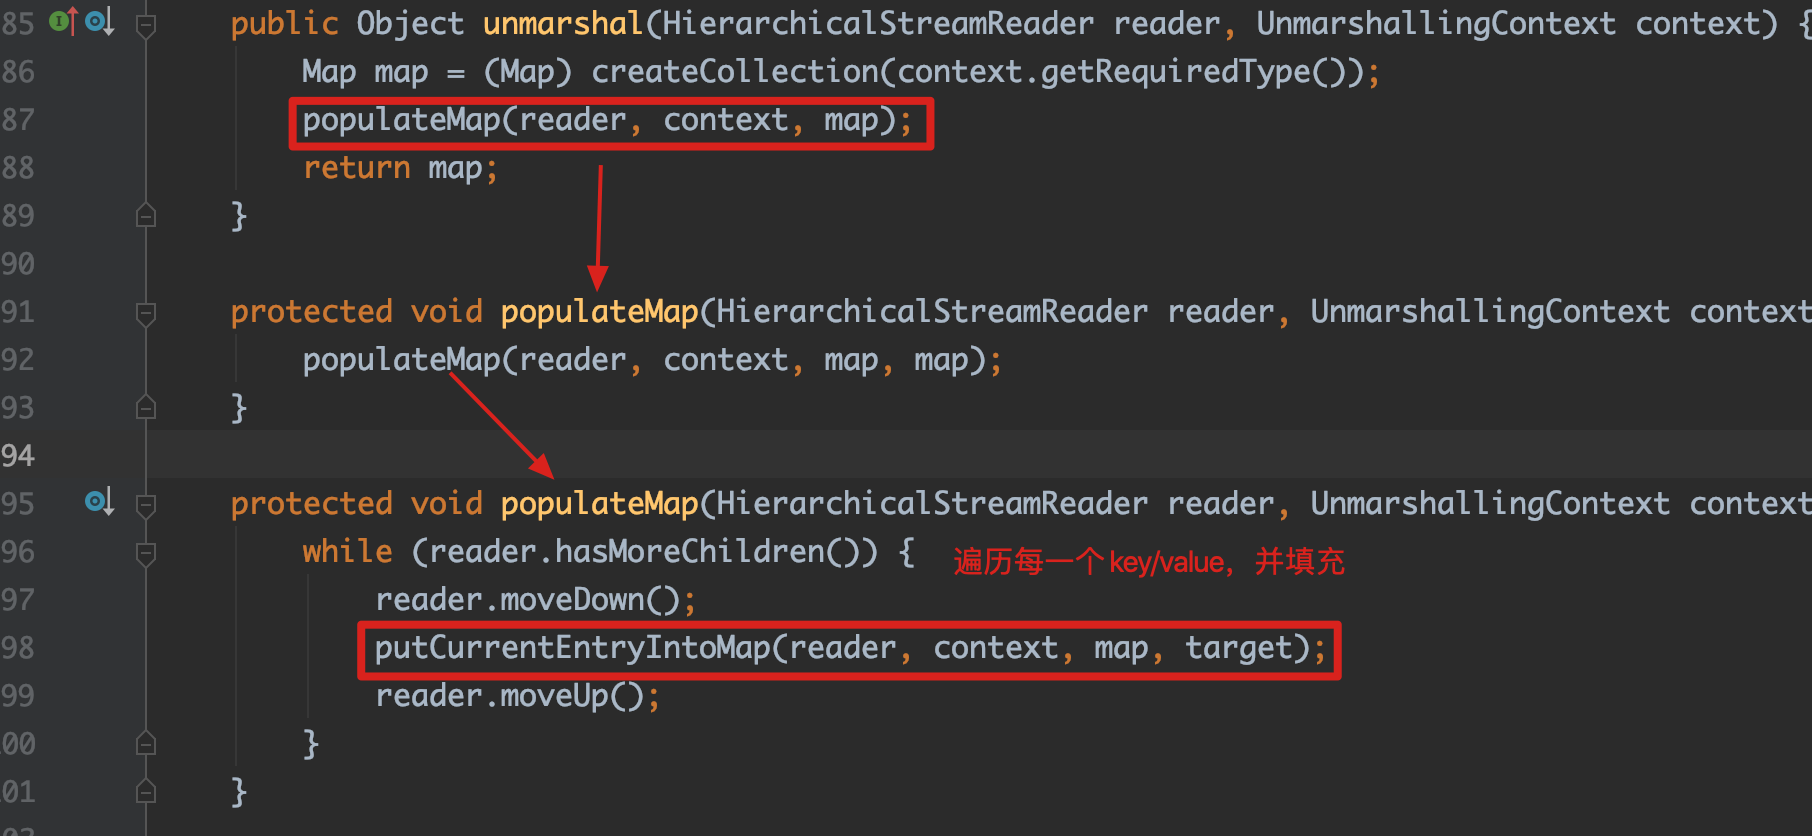 85 public Object unmarshal(HierarchicalStreamReader reader, UnmarshallingContext context) {
86 Map map = (Map) createCollection(context.getRequiredType());
87 populateMap(reader, context, map);
88 return map;
89 }
90
91 protected void populateMap(HierarchicalStreamReader reader, UnmarshallingContext context
92 populateMap(reader, context, map, map);
93 }
94
95 protected void populateMap(HierarchicalStreamReader reader, UnmarshallingContext context
96 while (reader.hasMoreChildren()) { 遍历每一个 key/value，并填充
97 reader.moveDown();
98 putCurrentEntryIntoMap(reader, context, map, target);
99 reader.moveUp();
00 }
01 }